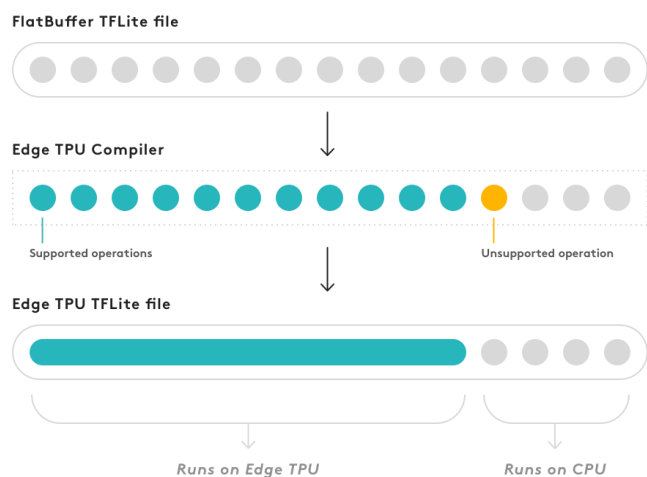 FlatBuffer TFLite file
Edge TPU Compiler
Supported operations
Unsupported operation
Edge TPU TFLite file
Runs on Edge TPU
Runs on CPU